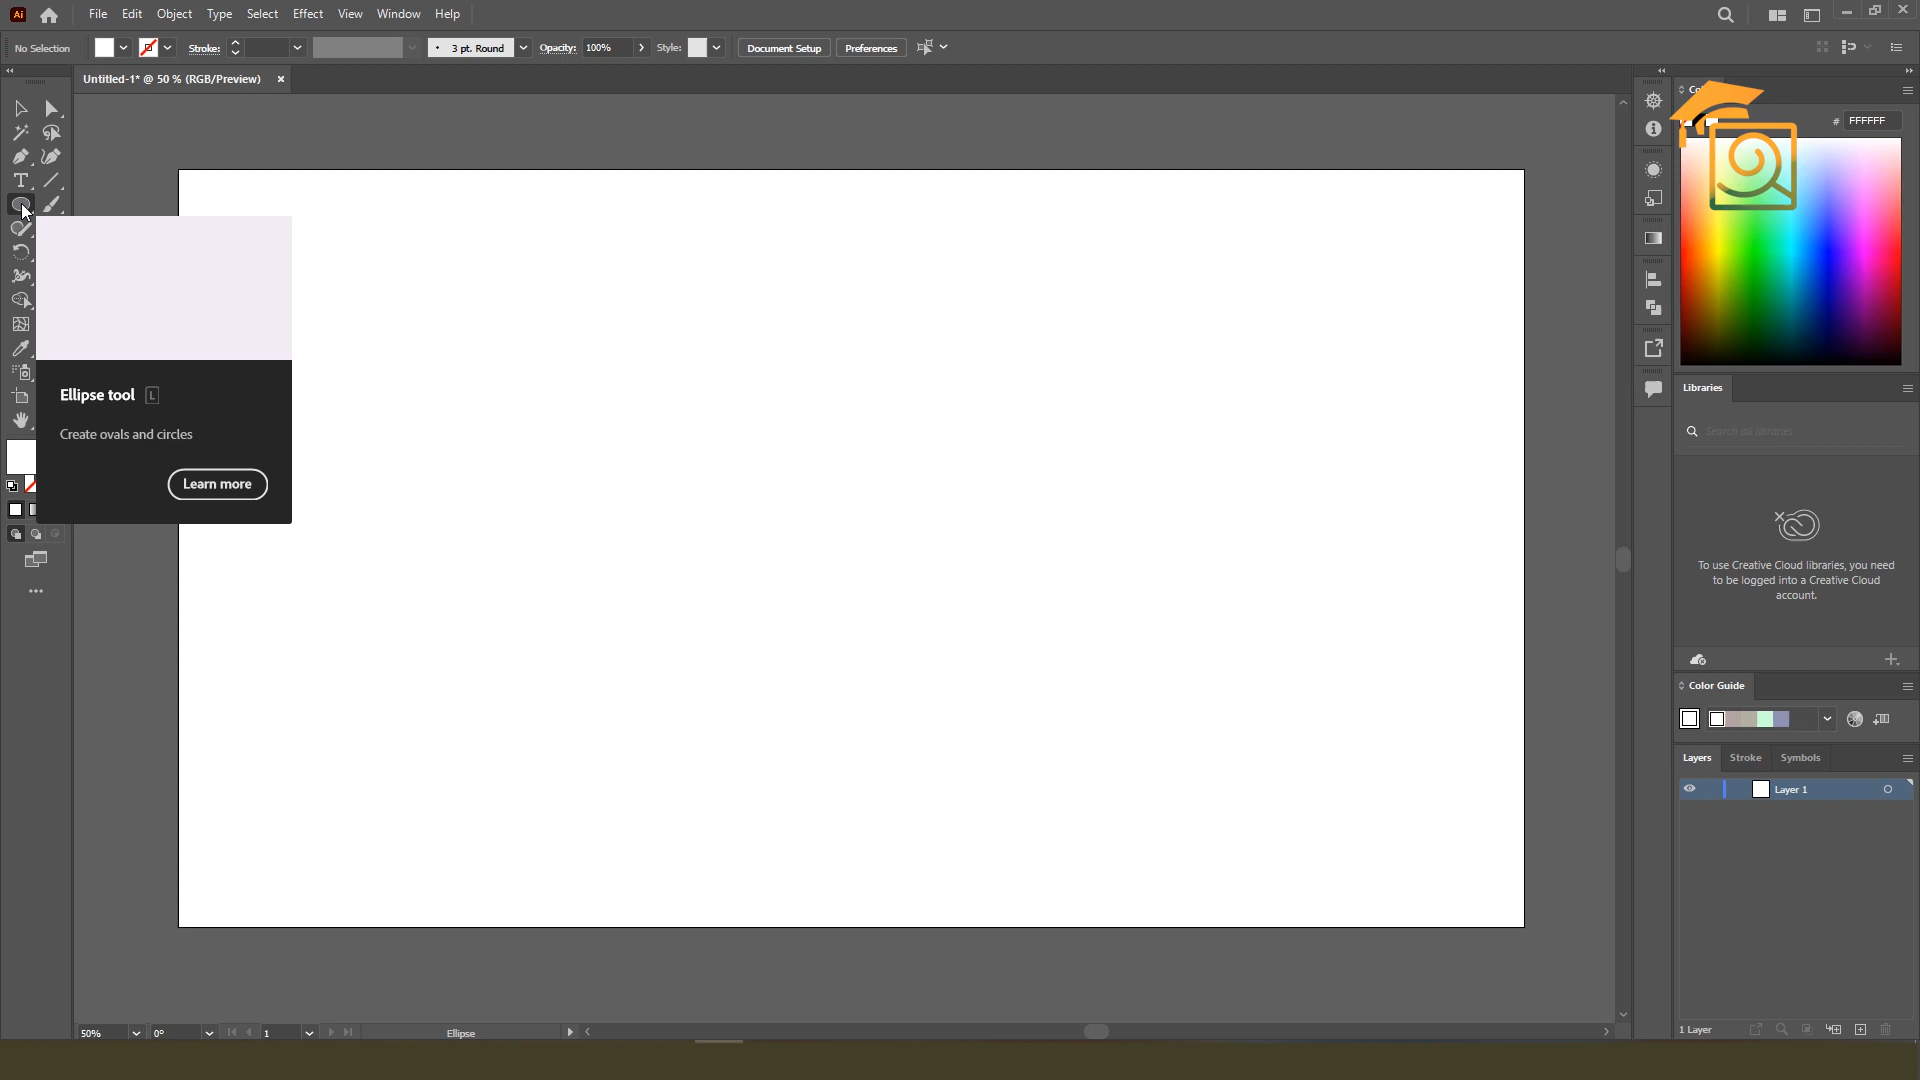 Ai File Edit Object Type Select Effect View Window Help
No Selection Stroke: 3 pt. Round Opacity: 100% Style: Document Setup Preferences
Untitled-1* @ 50 % (RGB/Preview)
# FFFFFF
Ellipse tool L
Create ovals and circles
Learn more
Libraries
Search all libraries
To use Creative Cloud libraries, you need
to be logged into a Creative Cloud
account.
Color Guide
Layers Stroke Symbols
Layer 1
1 Layer
50% 0° 1 Ellipse